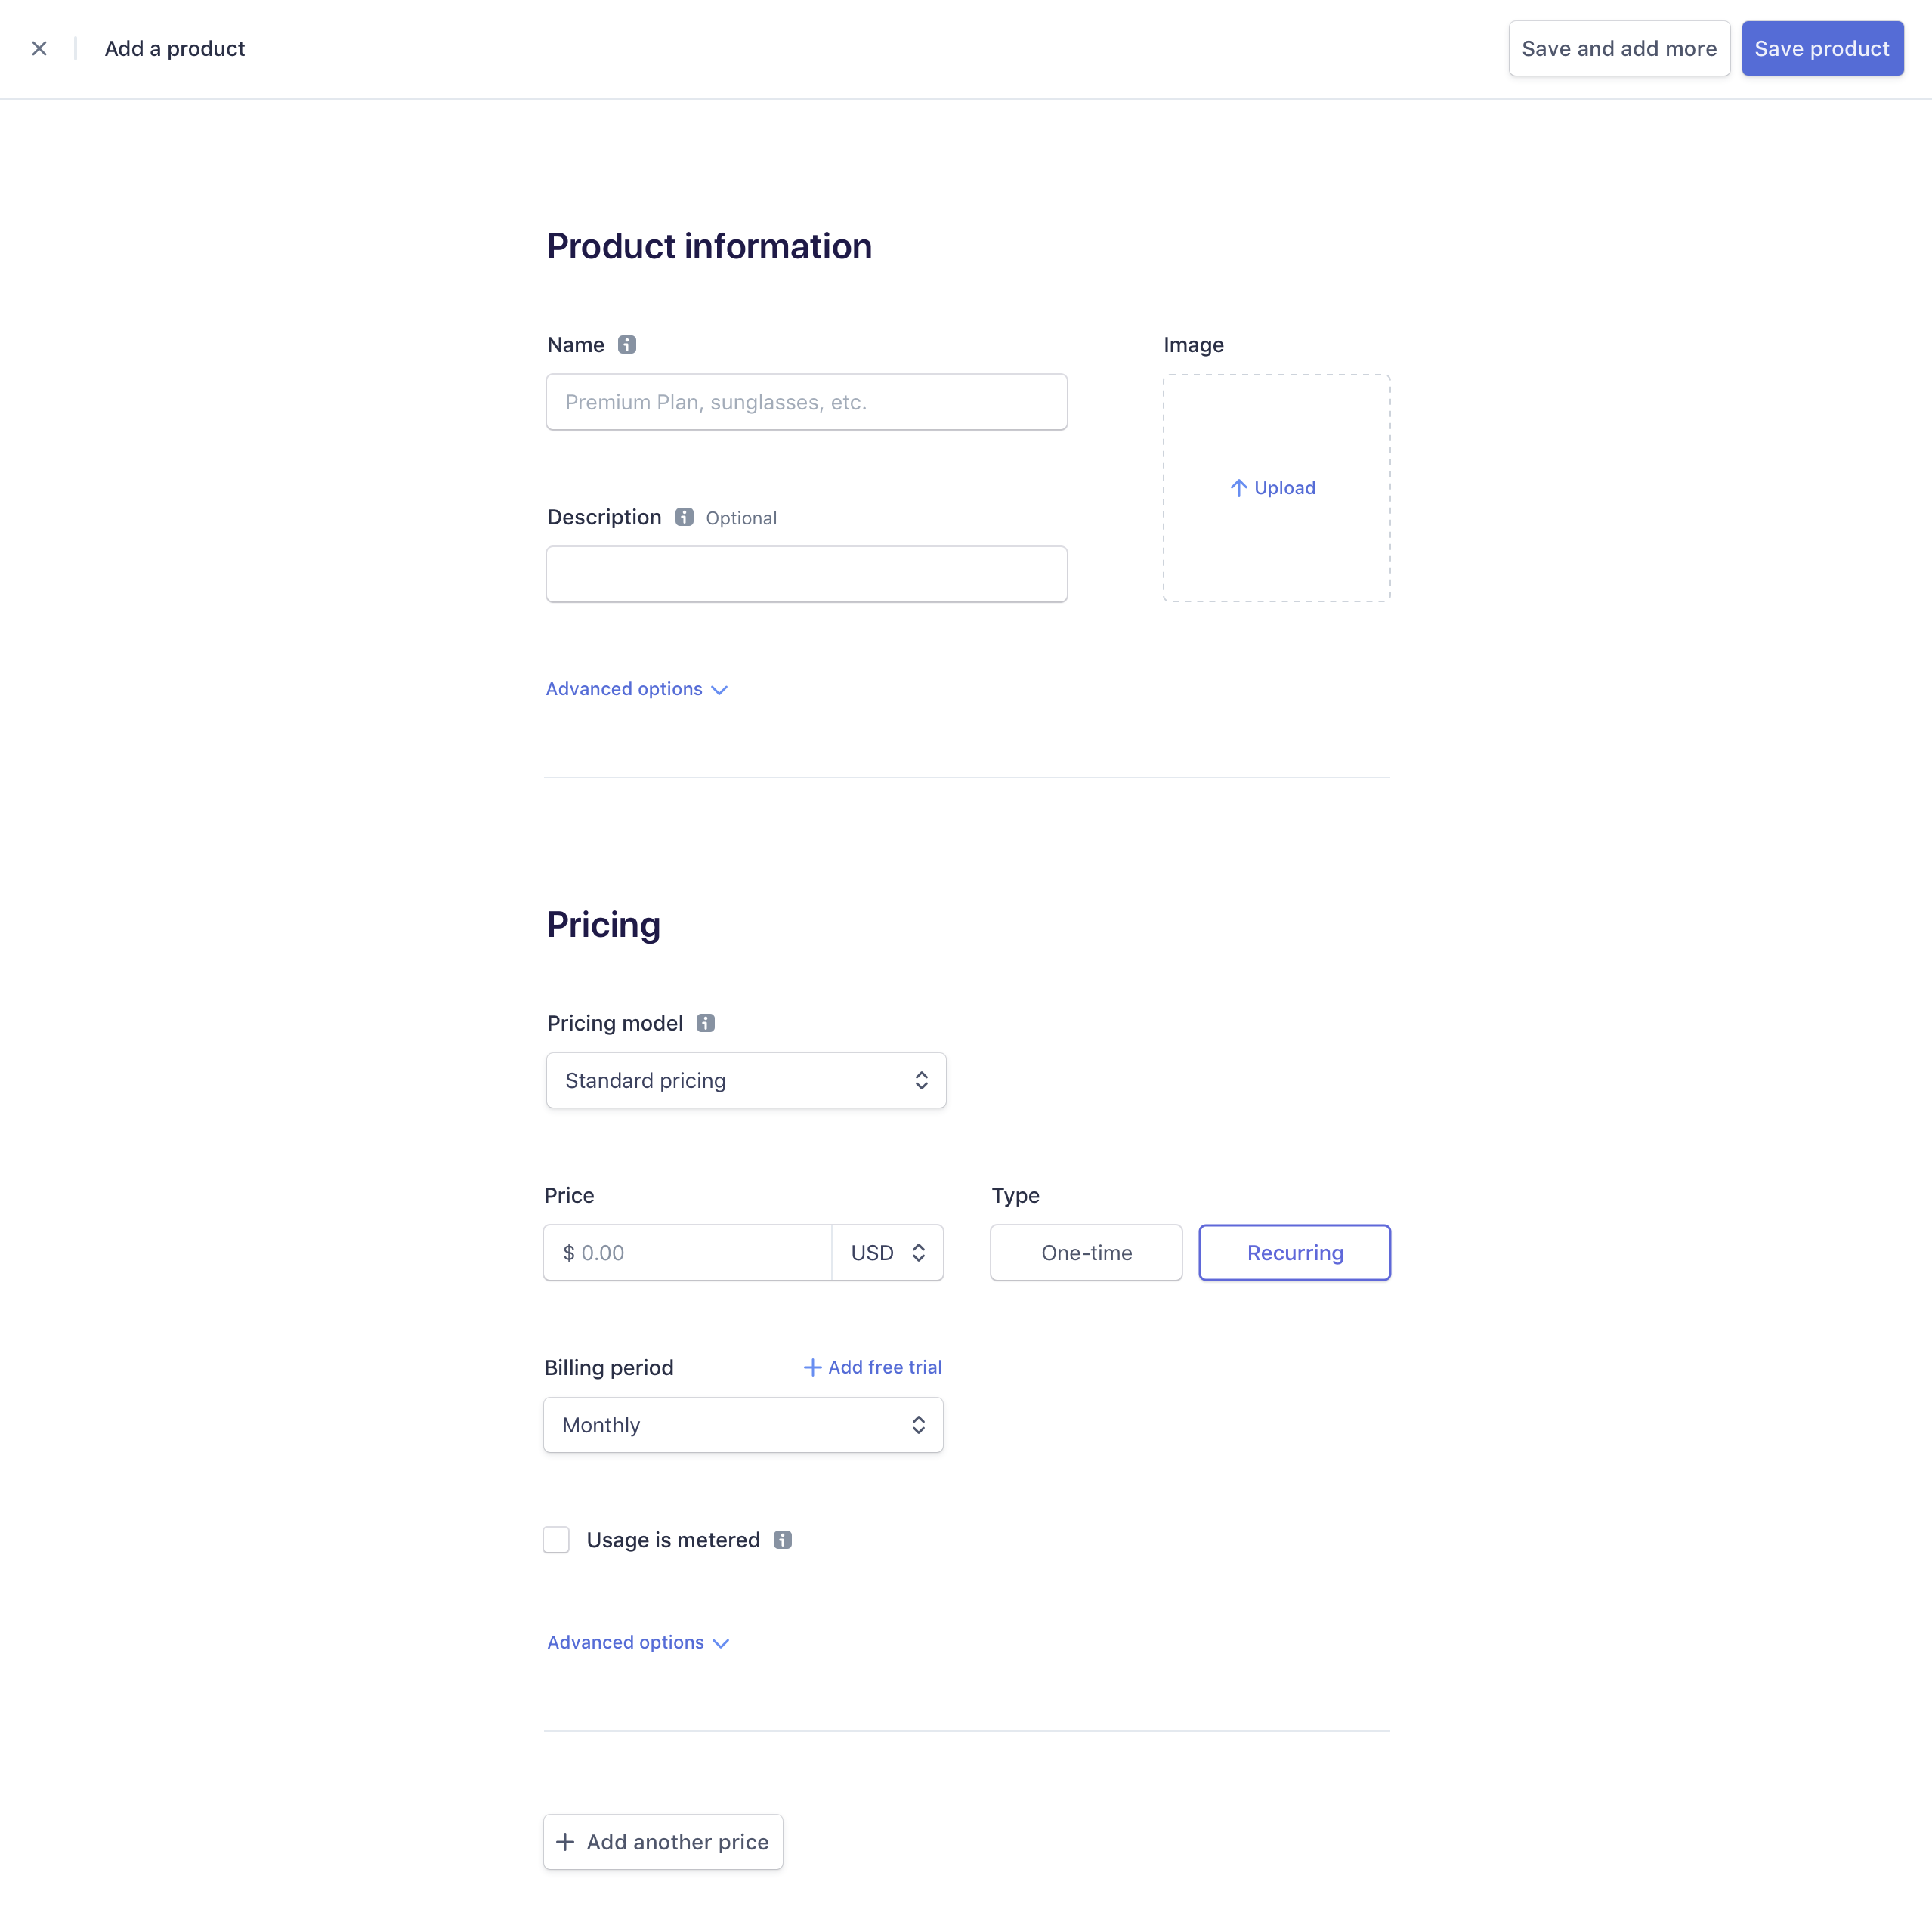 Add a product
Save and add more
Save product
Product information
Name
Image
Premium Plan, sunglasses, etc.
Upload
Description Optional
Advanced options
Pricing
Pricing model
Standard pricing
Price
Type
$ 0.00 USD
One-time
Recurring
Billing period
Add free trial
Monthly
Usage is metered
Advanced options
Add another price